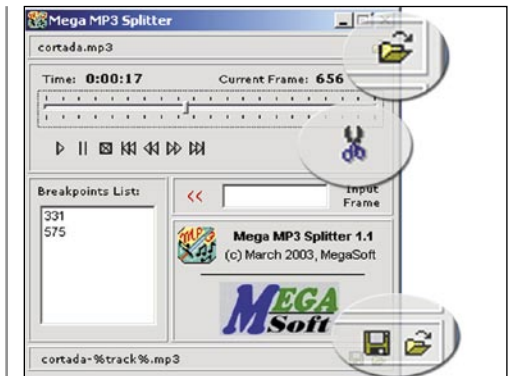 Mega MP3 Splitter
cortada.mp3
Time: 0:00:17 Current Frame: 656
Breakpoints List:
331
575
<< Input
Frame
MP3
Mega MP3 Splitter 1.1
(c) March 2003, MegaSoft
MEGA
Soft
cortada-%track%.mp3